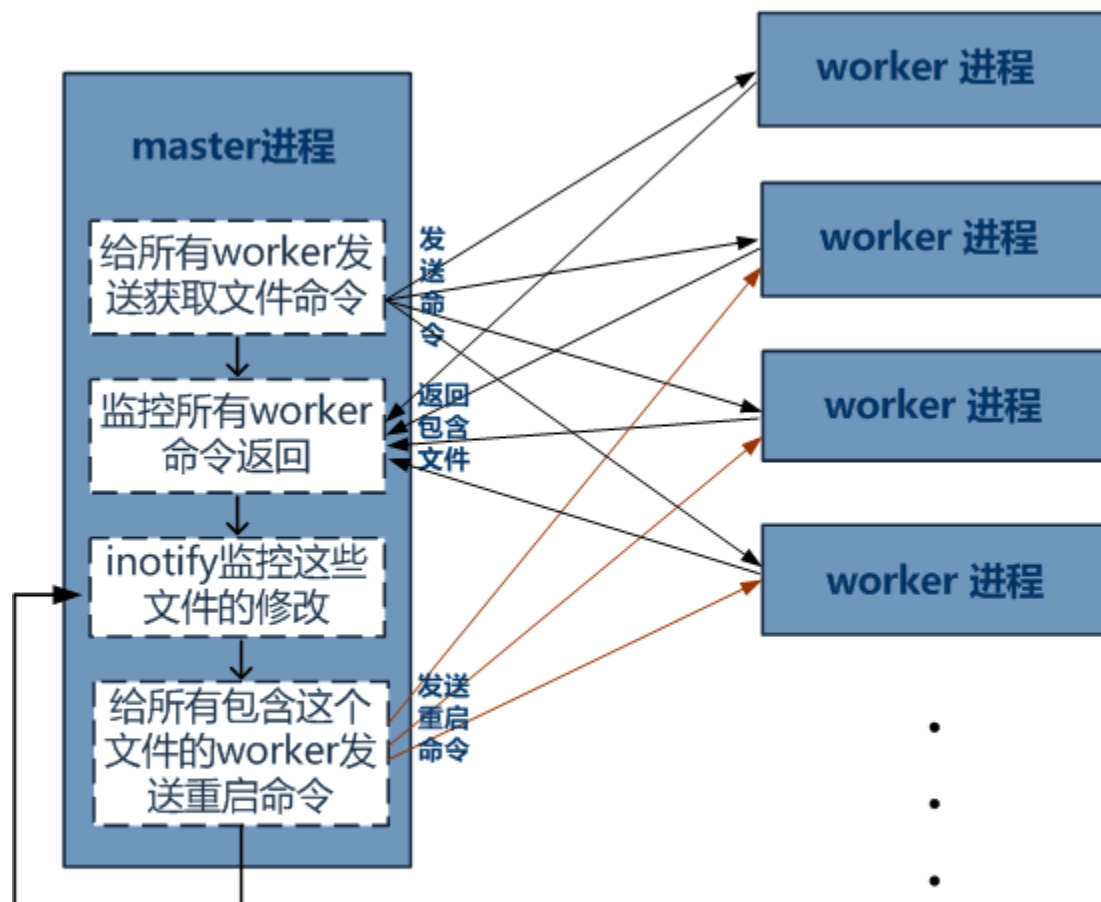 master进程
给所有worker发
送获取文件命令
监控所有worker
命令返回
inotify监控这些
文件的修改
给所有包含这个
文件的worker发
送重启命令
发
送
命
令
返回
包含
文件
发送
重启
命令
worker 进程
worker 进程
worker 进程
worker 进程